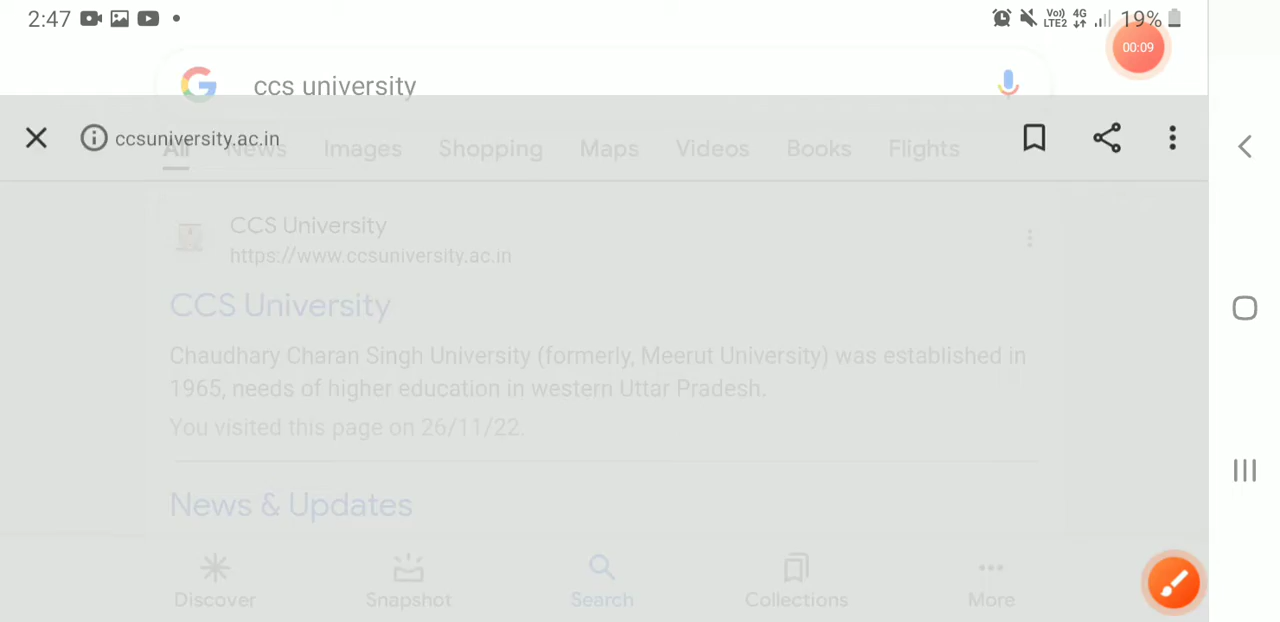 2:47
Vo)) 4G
LTE2
19%
00:09
ccs university
ccsuniversity.ac.in
All News Images Shopping Maps Videos Books Flights
CCS University
https://www.ccsuniversity.ac.in
CCS University
Chaudhary Charan Singh University (formerly, Meerut University) was established in
1965, needs of higher education in western Uttar Pradesh.
You visited this page on 26/11/22.
News & Updates
Discover Snapshot Search Collections More